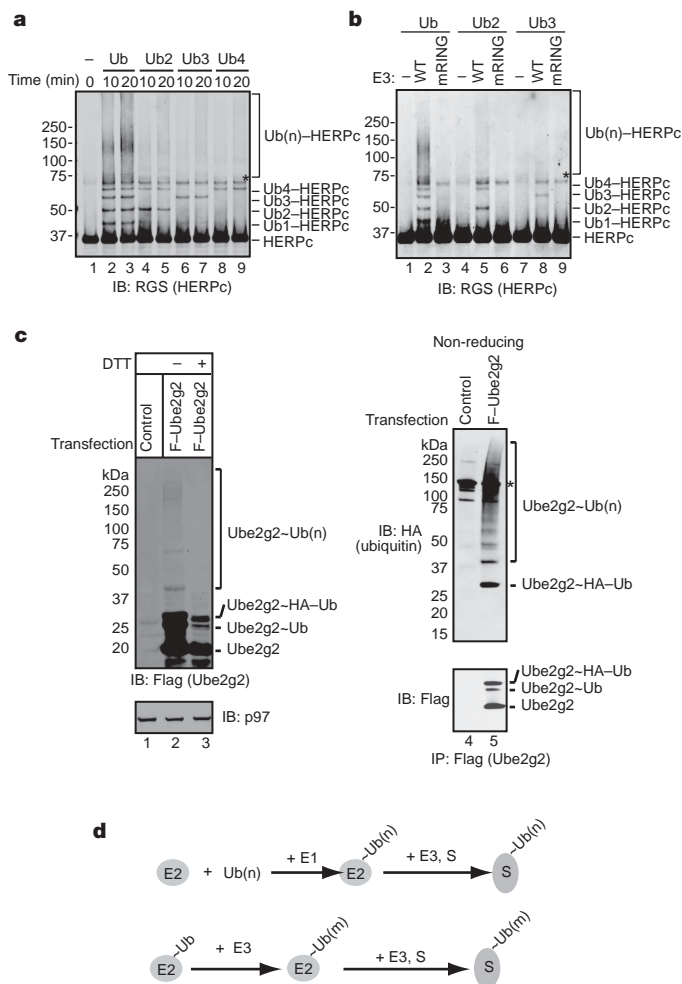 a
– Ub Ub2 Ub3 Ub4
Time (min) 0 10 20 10 20 10 20 10 20
250-
150-
100-
75-
50-
37-
Ub(n)–HERPc
*
Ub4–HERPc
Ub3–HERPc
Ub2–HERPc
Ub1–HERPc
HERPc
1 2 3 4 5 6 7 8 9
IB: RGS (HERPc)
b
Ub Ub2 Ub3
E3: – WT mRING – WT mRING – WT mRING
250-
150-
100-
75-
50-
37-
Ub(n)–HERPc
*
Ub4–HERPc
Ub3–HERPc
Ub2–HERPc
Ub1–HERPc
HERPc
1 2 3 4 5 6 7 8 9
IB: RGS (HERPc)
c
DTT – +
Transfection Control F–Ube2g2 F–Ube2g2
kDa
250
150
100
75
50
37
25
20
Ube2g2~Ub(n)
Ube2g2~HA–Ub
Ube2g2~Ub
Ube2g2
IB: Flag (Ube2g2)
IB: p97
1 2 3
Non-reducing
Transfection Control F–Ube2g2
kDa
250
150
100
75
50
37
25
20
15
IB: HA
(ubiquitin)
*
Ube2g2~Ub(n)
Ube2g2~HA–Ub
IB: Flag
Ube2g2~HA–Ub
Ube2g2~Ub
Ube2g2
4 5
IP: Flag (Ube2g2)
d
E2 + Ub(n) + E1 E2 ~Ub(n) + E3, S S ~Ub(n)
E2 ~Ub + E3 E2 ~Ub(m) + E3, S S ~Ub(m)